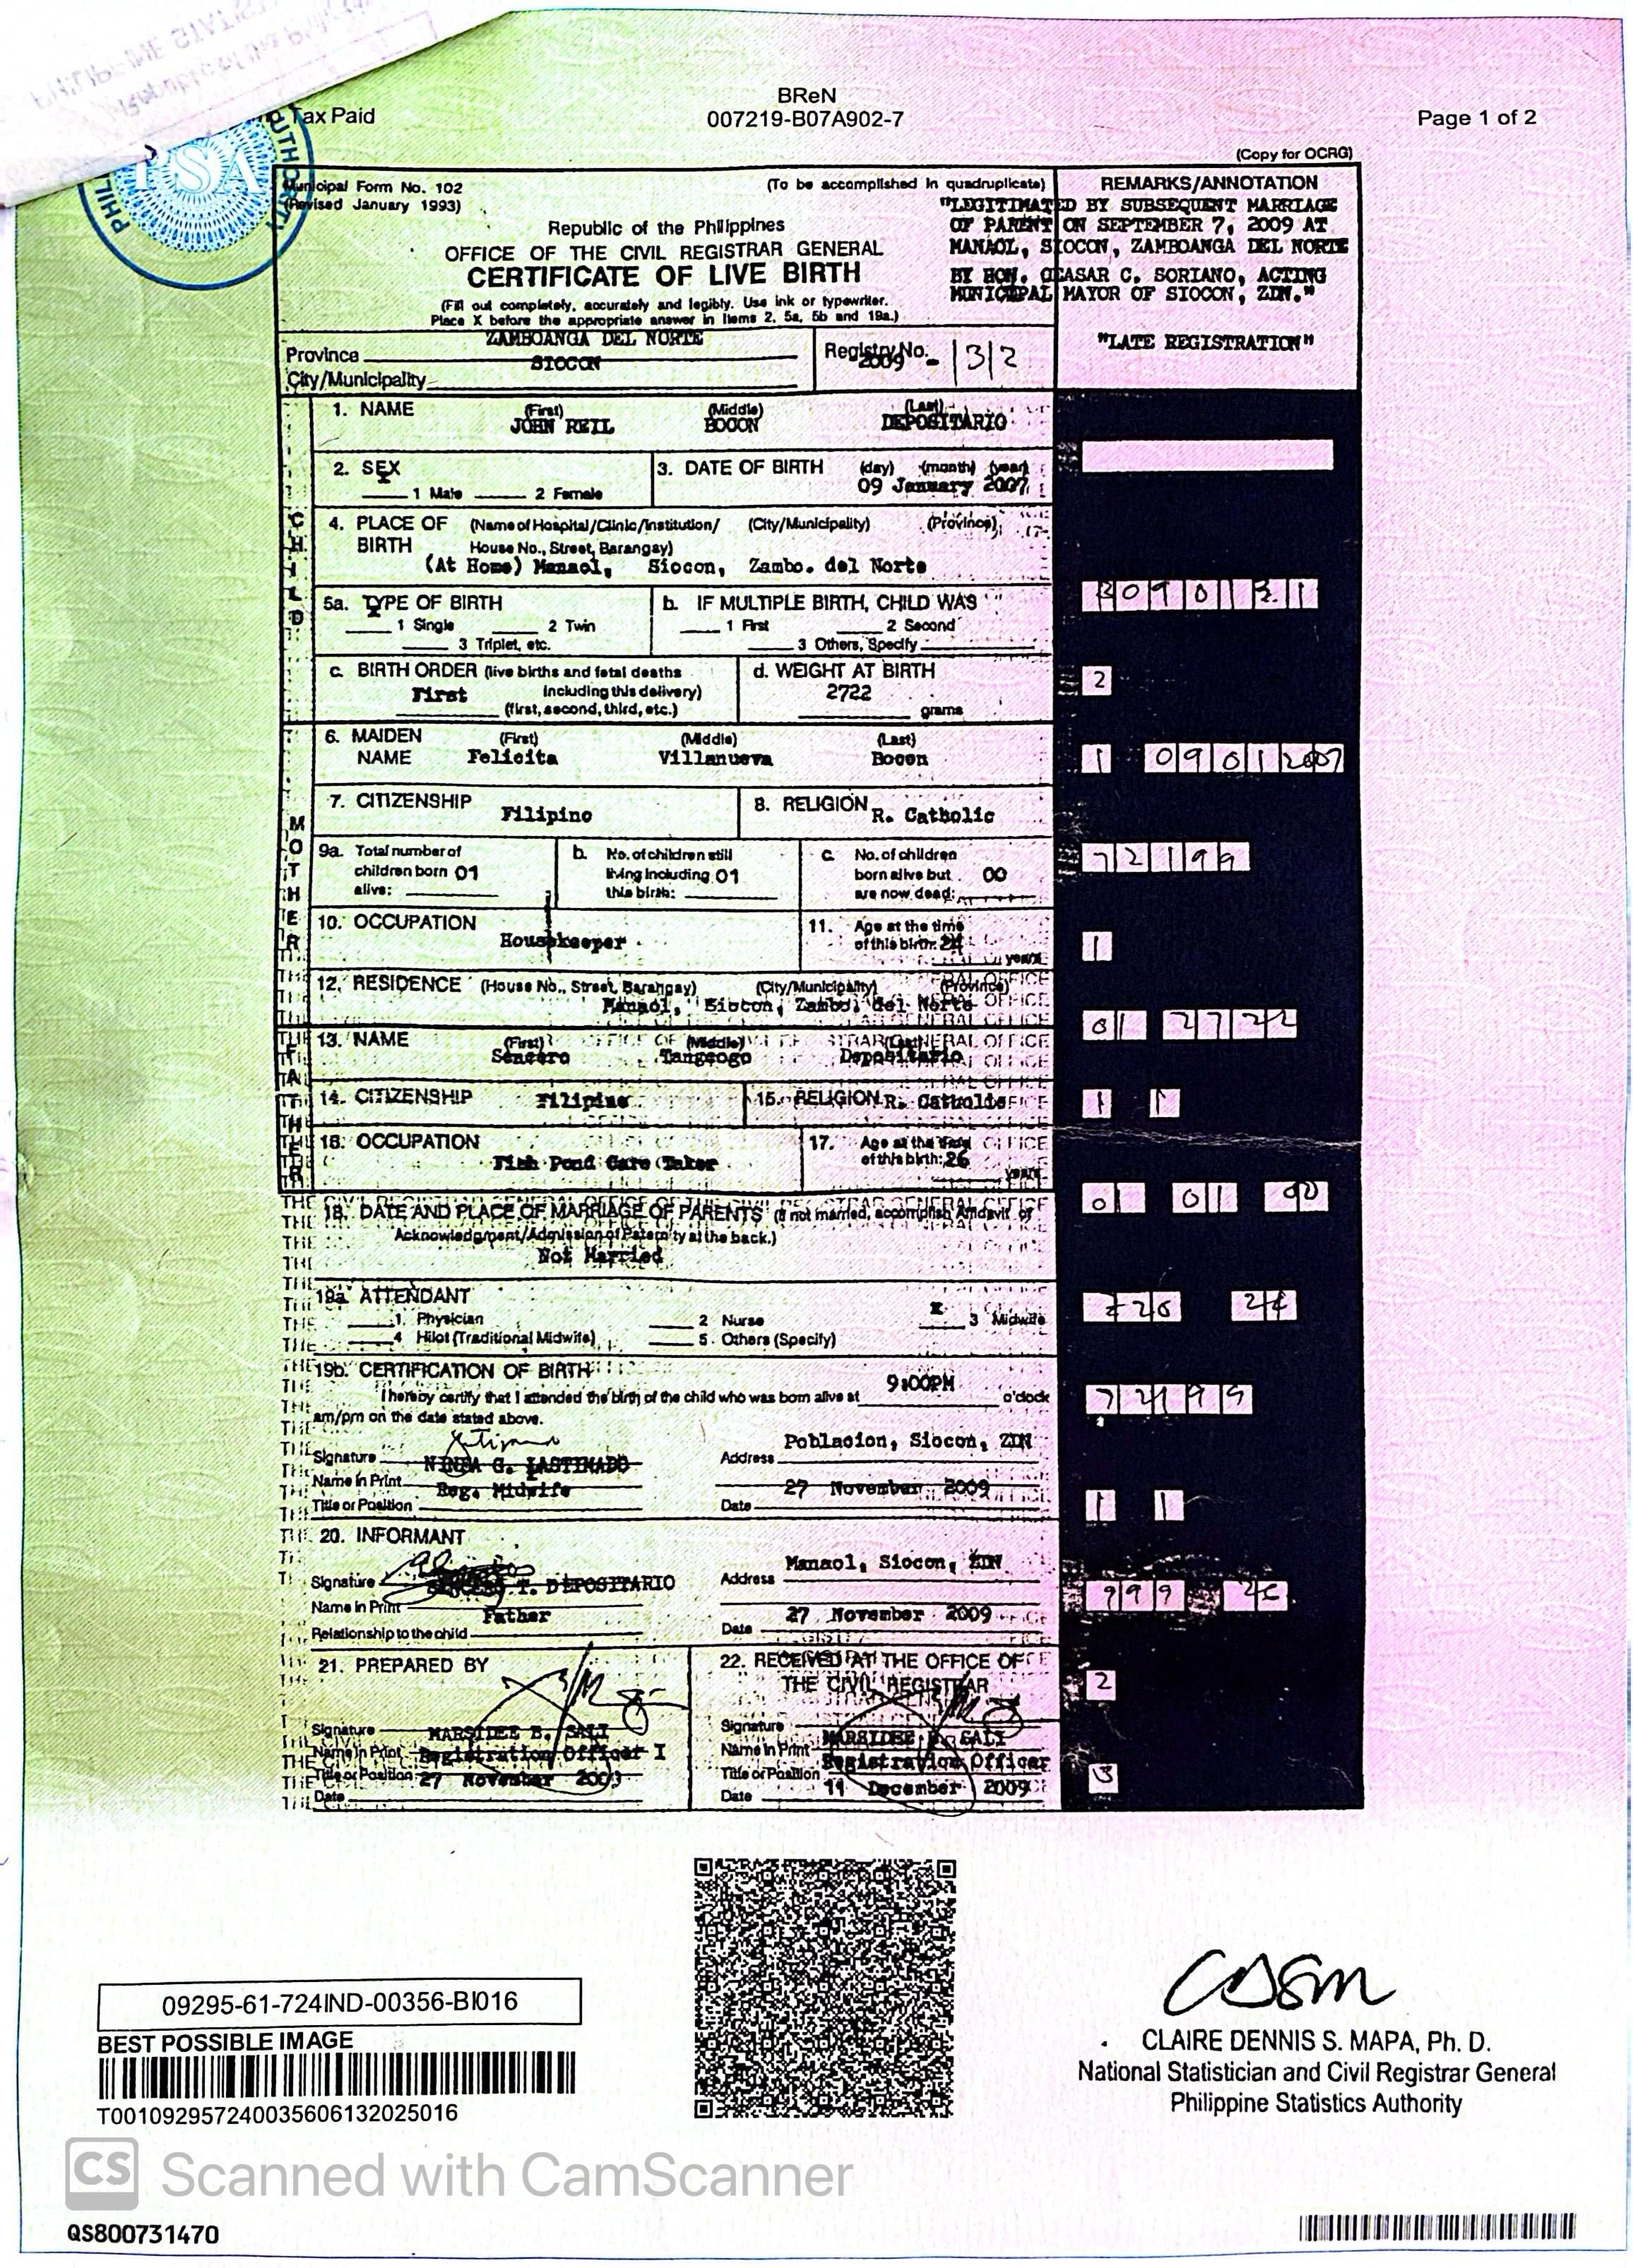 BReN
Tax Paid
007219-B07A902-7
Page 1 of 2
(Copy for OCRG)
PSA
Municipal Form No. 102
(Revised January 1993)
(To be accomplished in quadruplicate)
Republic of the Philippines
OFFICE OF THE CIVIL REGISTRAR GENERAL
CERTIFICATE OF LIVE BIRTH
(Fill out completely, accurately and legibly. Use ink or typewriter.
Place X before the appropriate answer in Items 2, 5a, 5b and 19a.)
REMARKS/ANNOTATION
"LEGITIMATED BY SUBSEQUENT MARRIAGE
OF PARENT ON SEPTEMBER 7, 2009 AT
MANAOL, SIOCON, ZAMBOANGA DEL NORTE
BY HON. CEASAR C. SORIANO, ACTING
MUNICIPAL MAYOR OF SIOCON, ZDN."
"LATE REGISTRATION"
Province ZAMBOANGA DEL NORTE
City/Municipality SIOCON
Registry No. 2009 - 132
CHILD
1. NAME (First) (Middle) (Last)
JOHN REIL BOCON DEPOSITARIO
2. SEX
X
1 Male 2 Female
3. DATE OF BIRTH (day) (month) (year)
09 January 2007
4. PLACE OF BIRTH (Name of Hospital/Clinic/Institution/ (City/Municipality) (Province)
House No., Street, Barangay)
(At Home) Manaol, Siocon, Zambo. del Norte
5a. TYPE OF BIRTH
X
1 Single 2 Twin
3 Triplet, etc.
b. IF MULTIPLE BIRTH, CHILD WAS
1 First 2 Second
3 Others, Specify
c. BIRTH ORDER (live births and fetal deaths
First including this delivery)
(first, second, third, etc.)
d. WEIGHT AT BIRTH
2722
grams
2
MOTHER
6. MAIDEN NAME (First) (Middle) (Last)
Felicita Villanueva Bocon
1 09012007
7. CITIZENSHIP Filipino
8. RELIGION R. Catholic
9a. Total number of children born alive: 01
b. No. of children still living including this birth: 01
c. No. of children born alive but are now dead: 00
72199
10. OCCUPATION
Housekeeper
11. Age at the time of this birth: 24 years
1
12. RESIDENCE (House No., Street, Barangay) (City/Municipality) (Province)
Manaol, Siocon, Zambo. del Norte
01 2722
FATHER
13. NAME (First) (Middle) (Last)
Sencero Tangcogo Depositario
14. CITIZENSHIP Filipino
15. RELIGION R. Catholic
1 1
16. OCCUPATION
Fish Pond Care Taker
17. Age at the time of this birth: 26 years
01 01 00
18. DATE AND PLACE OF MARRIAGE OF PARENTS (If not married, accomplish Affidavit of
Acknowledgment/Admission of Paternity at the back.)
Not Married
19a. ATTENDANT
1. Physician 2 Nurse X 3 Midwife
4 Hilot (Traditional Midwife) 5. Others (Specify)
19b. CERTIFICATION OF BIRTH
I hereby certify that I attended the birth of the child who was born alive at 9:00PM o'clock
am/pm on the date stated above.
Signature
Name in Print NINFA G. LASTIMADO
Title or Position Reg. Midwife
Address Poblacion, Siocon, ZDN
Date 27 November 2009
1 1
20. INFORMANT
Signature
Name in Print SENCERO T. DEPOSITARIO
Relationship to the child Father
Address Manaol, Siocon, ZDN
Date 27 November 2009
21. PREPARED BY
Signature
Name in Print MARSIDEE B. SALI
Title or Position Registration Officer I
Date 27 November 2009
22. RECEIVED AT THE OFFICE OF
THE CIVIL REGISTRAR
Signature
Name in Print MARSIDEE B. SALI
Title or Position Registration Officer
Date 11 December 2009
2
3
09295-61-724IND-00356-BI016
BEST POSSIBLE IMAGE
T001092957240035606132025016
CLAIRE DENNIS S. MAPA, Ph. D.
National Statistician and Civil Registrar General
Philippine Statistics Authority
CS Scanned with CamScanner
QS800731470